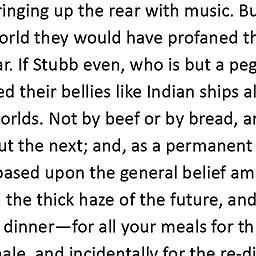 ringing up the rear with music. Bu
orld they would have profaned th
ar. If Stubb even, who is but a peg
ed their bellies like Indian ships al
orlds. Not by beef or by bread, ar
ut the next; and, as a permanent
based upon the general belief am
the thick haze of the future, and
dinner—for all your meals for th
ale, and incidentally for the re-di